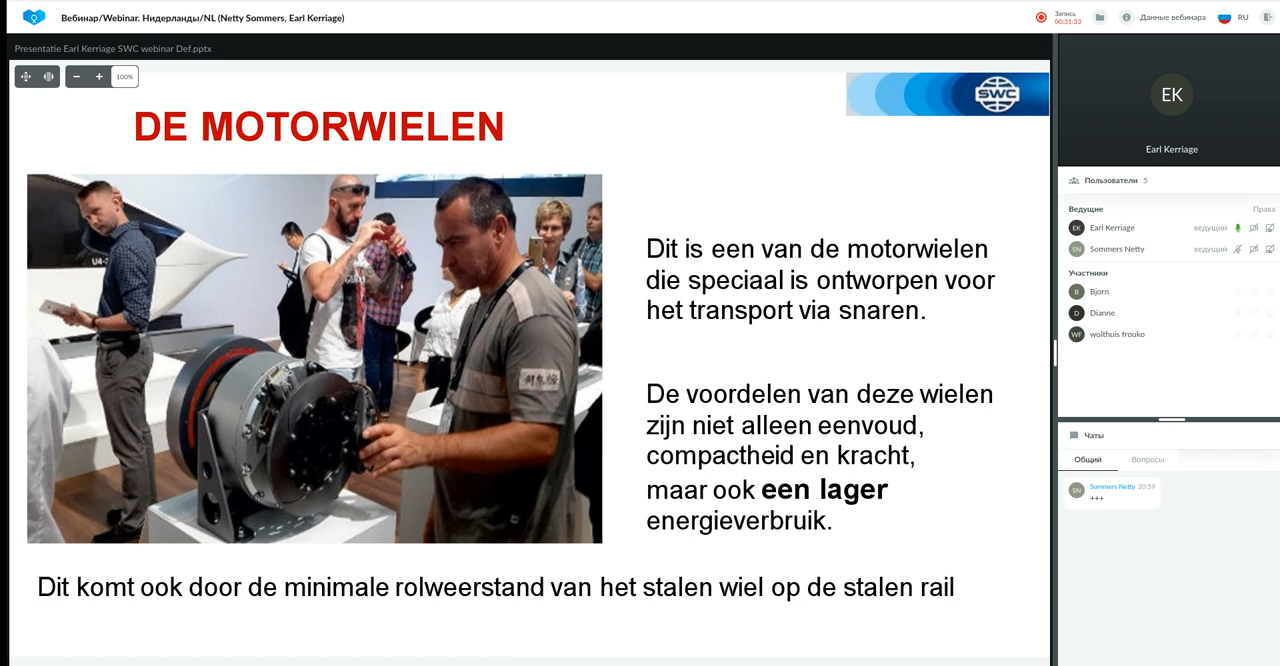 Вебинар/Webinar. Нидерланды/NL (Netty Sommers, Earl Kerriage)
Запись
00:31:33
Данные вебинара
RU
Presentatie Earl Kerriage SWC webinar Def.pptx
100%
SWC
DE MOTORWIELEN
U4-
Dit is een van de motorwielen
die speciaal is ontworpen voor
het transport via snaren.
De voordelen van deze wielen
zijn niet alleen eenvoud,
compactheid en kracht,
maar ook een lager
energieverbruik.
Dit komt ook door de minimale rolweerstand van het stalen wiel op de stalen rail
EK
Earl Kerriage
Пользователи 5
Ведущие Права
EK Earl Kerriage ведущий
SN Sommers Netty ведущий
Участники
B Bjorn
D Dianne
WF wolthuis frouko
Чаты
Общий Вопросы
SN Sommers Netty 20:59
+++